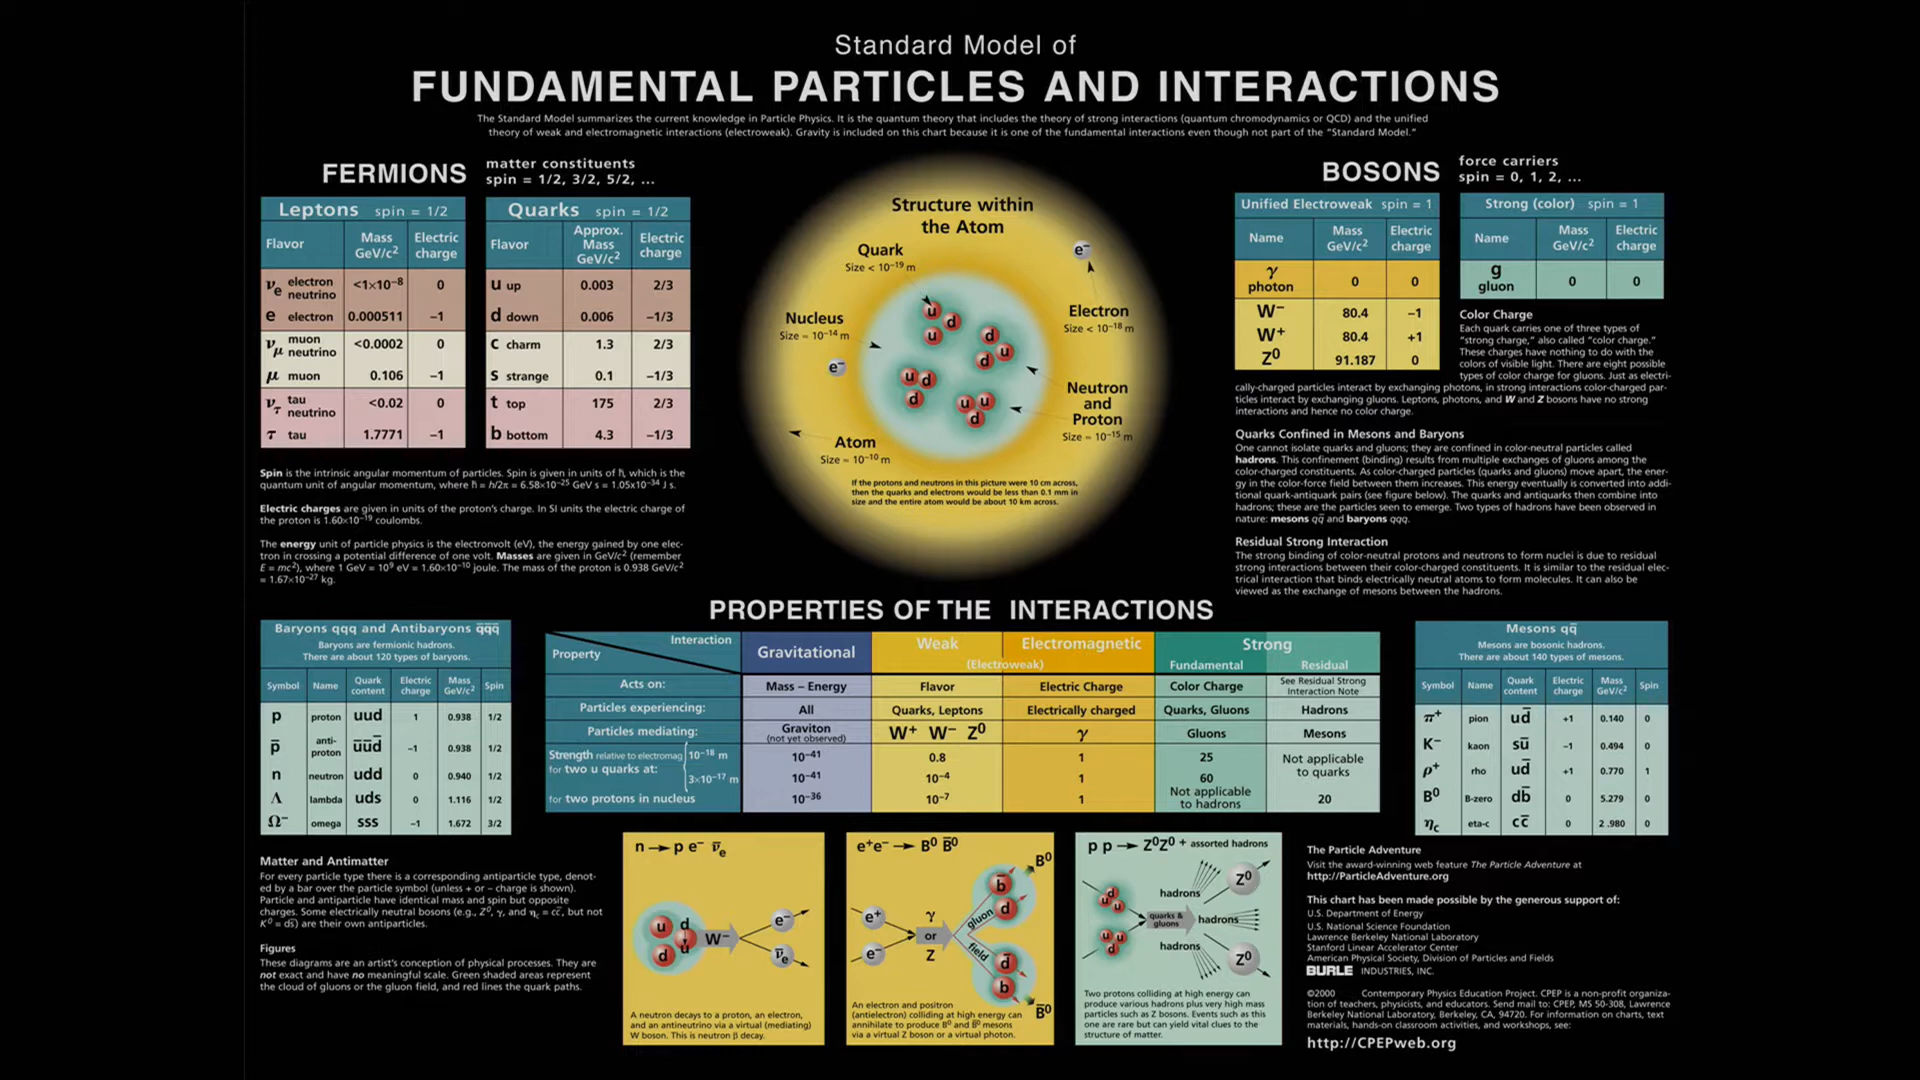 Standard Model of
FUNDAMENTAL PARTICLES AND INTERACTIONS
The Standard Model summarizes the current knowledge in Particle Physics. It is the quantum theory that includes the theory of strong interactions (quantum chromodynamics or QCD) and the unified
theory of weak and electromagnetic interactions (electroweak). Gravity is included on this chart because it is one of the fundamental interactions even though not part of the "Standard Model."
FERMIONS
matter constituents
spin = 1/2, 3/2, 5/2, ...
Leptons spin = 1/2
Flavor Mass GeV/c² Electric charge
νe electron neutrino <1×10⁻⁸ 0
e electron 0.000511 −1
νμ muon neutrino <0.0002 0
μ muon 0.106 −1
ντ tau neutrino <0.02 0
τ tau 1.7771 −1
Quarks spin = 1/2
Flavor Approx. Mass GeV/c² Electric charge
u up 0.003 2/3
d down 0.006 −1/3
c charm 1.3 2/3
s strange 0.1 −1/3
t top 175 2/3
b bottom 4.3 −1/3
Spin is the intrinsic angular momentum of particles. Spin is given in units of ħ, which is the
quantum unit of angular momentum, where ħ = h/2π = 6.58×10⁻²⁵ GeV s = 1.05x10⁻³⁴ J s.
Electric charges are given in units of the proton's charge. In SI units the electric charge of
the proton is 1.60×10⁻¹⁹ coulombs.
The energy unit of particle physics is the electronvolt (eV), the energy gained by one elec-
tron in crossing a potential difference of one volt. Masses are given in GeV/c² (remember
E = mc²), where 1 GeV = 10⁹ eV = 1.60×10⁻¹⁰ joule. The mass of the proton is 0.938 GeV/c²
= 1.67×10⁻²⁷ kg.
Structure within
the Atom
Quark
Size < 10⁻¹⁹ m
e⁻
Nucleus
Size ≈ 10⁻¹⁴ m
Electron
Size < 10⁻¹⁸ m
e⁻
u d u
d u d
u d d
u u d
Neutron
and
Proton
Size ≈ 10⁻¹⁵ m
Atom
Size ≈ 10⁻¹⁰ m
If the protons and neutrons in this picture were 10 cm across,
then the quarks and electrons would be less than 0.1 mm in
size and the entire atom would be about 10 km across.
BOSONS
force carriers
spin = 0, 1, 2, ...
Unified Electroweak spin = 1
Name Mass GeV/c² Electric charge
γ photon 0 0
W⁻ 80.4 −1
W⁺ 80.4 +1
Z⁰ 91.187 0
Strong (color) spin = 1
Name Mass GeV/c² Electric charge
g gluon 0 0
Color Charge
Each quark carries one of three types of
"strong charge," also called "color charge."
These charges have nothing to do with the
colors of visible light. There are eight possible
types of color charge for gluons. Just as electri-
cally-charged particles interact by exchanging photons, in strong interactions color-charged par-
ticles interact by exchanging gluons. Leptons, photons, and W and Z bosons have no strong
interactions and hence no color charge.
Quarks Confined in Mesons and Baryons
One cannot isolate quarks and gluons; they are confined in color-neutral particles called
hadrons. This confinement (binding) results from multiple exchanges of gluons among the
color-charged constituents. As color-charged particles (quarks and gluons) move apart, the ener-
gy in the color-force field between them increases. This energy eventually is converted into addi-
tional quark-antiquark pairs (see figure below). The quarks and antiquarks then combine into
hadrons; these are the particles seen to emerge. Two types of hadrons have been observed in
nature: mesons qq̄ and baryons qqq.
Residual Strong Interaction
The strong binding of color-neutral protons and neutrons to form nuclei is due to residual
strong interactions between their color-charged constituents. It is similar to the residual elec-
trical interaction that binds electrically neutral atoms to form molecules. It can also be
viewed as the exchange of mesons between the hadrons.
PROPERTIES OF THE INTERACTIONS
Baryons qqq and Antibaryons q̄q̄q̄
Baryons are fermionic hadrons.
There are about 120 types of baryons.
Symbol Name Quark content Electric charge Mass GeV/c² Spin
p proton uud 1 0.938 1/2
p̄ anti-proton ūūd̄ −1 0.938 1/2
n neutron udd 0 0.940 1/2
Λ lambda uds 0 1.116 1/2
Ω⁻ omega sss −1 1.672 3/2
Property Interaction Gravitational Weak Electromagnetic Strong
(Electroweak) Fundamental Residual
Acts on: Mass – Energy Flavor Electric Charge Color Charge See Residual Strong Interaction Note
Particles experiencing: All Quarks, Leptons Electrically charged Quarks, Gluons Hadrons
Particles mediating: Graviton (not yet observed) W⁺ W⁻ Z⁰ γ Gluons Mesons
Strength relative to electromag 10⁻¹⁸ m 10⁻⁴¹ 0.8 1 25 Not applicable to quarks
for two u quarks at: 3×10⁻¹⁷ m 10⁻⁴¹ 10⁻⁴ 1 60
for two protons in nucleus 10⁻³⁶ 10⁻⁷ 1 Not applicable to hadrons 20
Mesons qq̄
Mesons are bosonic hadrons.
There are about 140 types of mesons.
Symbol Name Quark content Electric charge Mass GeV/c² Spin
π⁺ pion ud̄ +1 0.140 0
K⁻ kaon sū −1 0.494 0
ρ⁺ rho ud̄ +1 0.770 1
B⁰ B-zero db̄ 0 5.279 0
ηc eta-c cc̄ 0 2 .980 0
Matter and Antimatter
For every particle type there is a corresponding antiparticle type, denot-
ed by a bar over the particle symbol (unless + or − charge is shown).
Particle and antiparticle have identical mass and spin but opposite
charges. Some electrically neutral bosons (e.g., Z⁰, γ, and ηc = cc̄, but not
K⁰ = ds̄) are their own antiparticles.
Figures
These diagrams are an artist's conception of physical processes. They are
not exact and have no meaningful scale. Green shaded areas represent
the cloud of gluons or the gluon field, and red lines the quark paths.
n → p e⁻ ν̄e
u d d u W⁻ e⁻ ν̄e
A neutron decays to a proton, an electron,
and an antineutrino via a virtual (mediating)
W boson. This is neutron β decay.
e⁺e⁻ → B⁰ B̄⁰
e⁺ e⁻ γ or Z
b̄ d B⁰
gluon
field
d̄ b B̄⁰
An electron and positron
(antielectron) colliding at high energy can
annihilate to produce B⁰ and B̄⁰ mesons
via a virtual Z boson or a virtual photon.
p p → Z⁰Z⁰ + assorted hadrons
d u u
u u d
quarks & gluons
hadrons
hadrons
hadrons
Z⁰
Z⁰
Two protons colliding at high energy can
produce various hadrons plus very high mass
particles such as Z bosons. Events such as this
one are rare but can yield vital clues to the
structure of matter.
The Particle Adventure
Visit the award-winning web feature The Particle Adventure at
http://ParticleAdventure.org
This chart has been made possible by the generous support of:
U.S. Department of Energy
U.S. National Science Foundation
Lawrence Berkeley National Laboratory
Stanford Linear Accelerator Center
American Physical Society, Division of Particles and Fields
BURLE INDUSTRIES, INC.
©2000 Contemporary Physics Education Project. CPEP is a non-profit organiza-
tion of teachers, physicists, and educators. Send mail to: CPEP, MS 50-308, Lawrence
Berkeley National Laboratory, Berkeley, CA, 94720. For information on charts, text
materials, hands-on classroom activities, and workshops, see:
http://CPEPweb.org